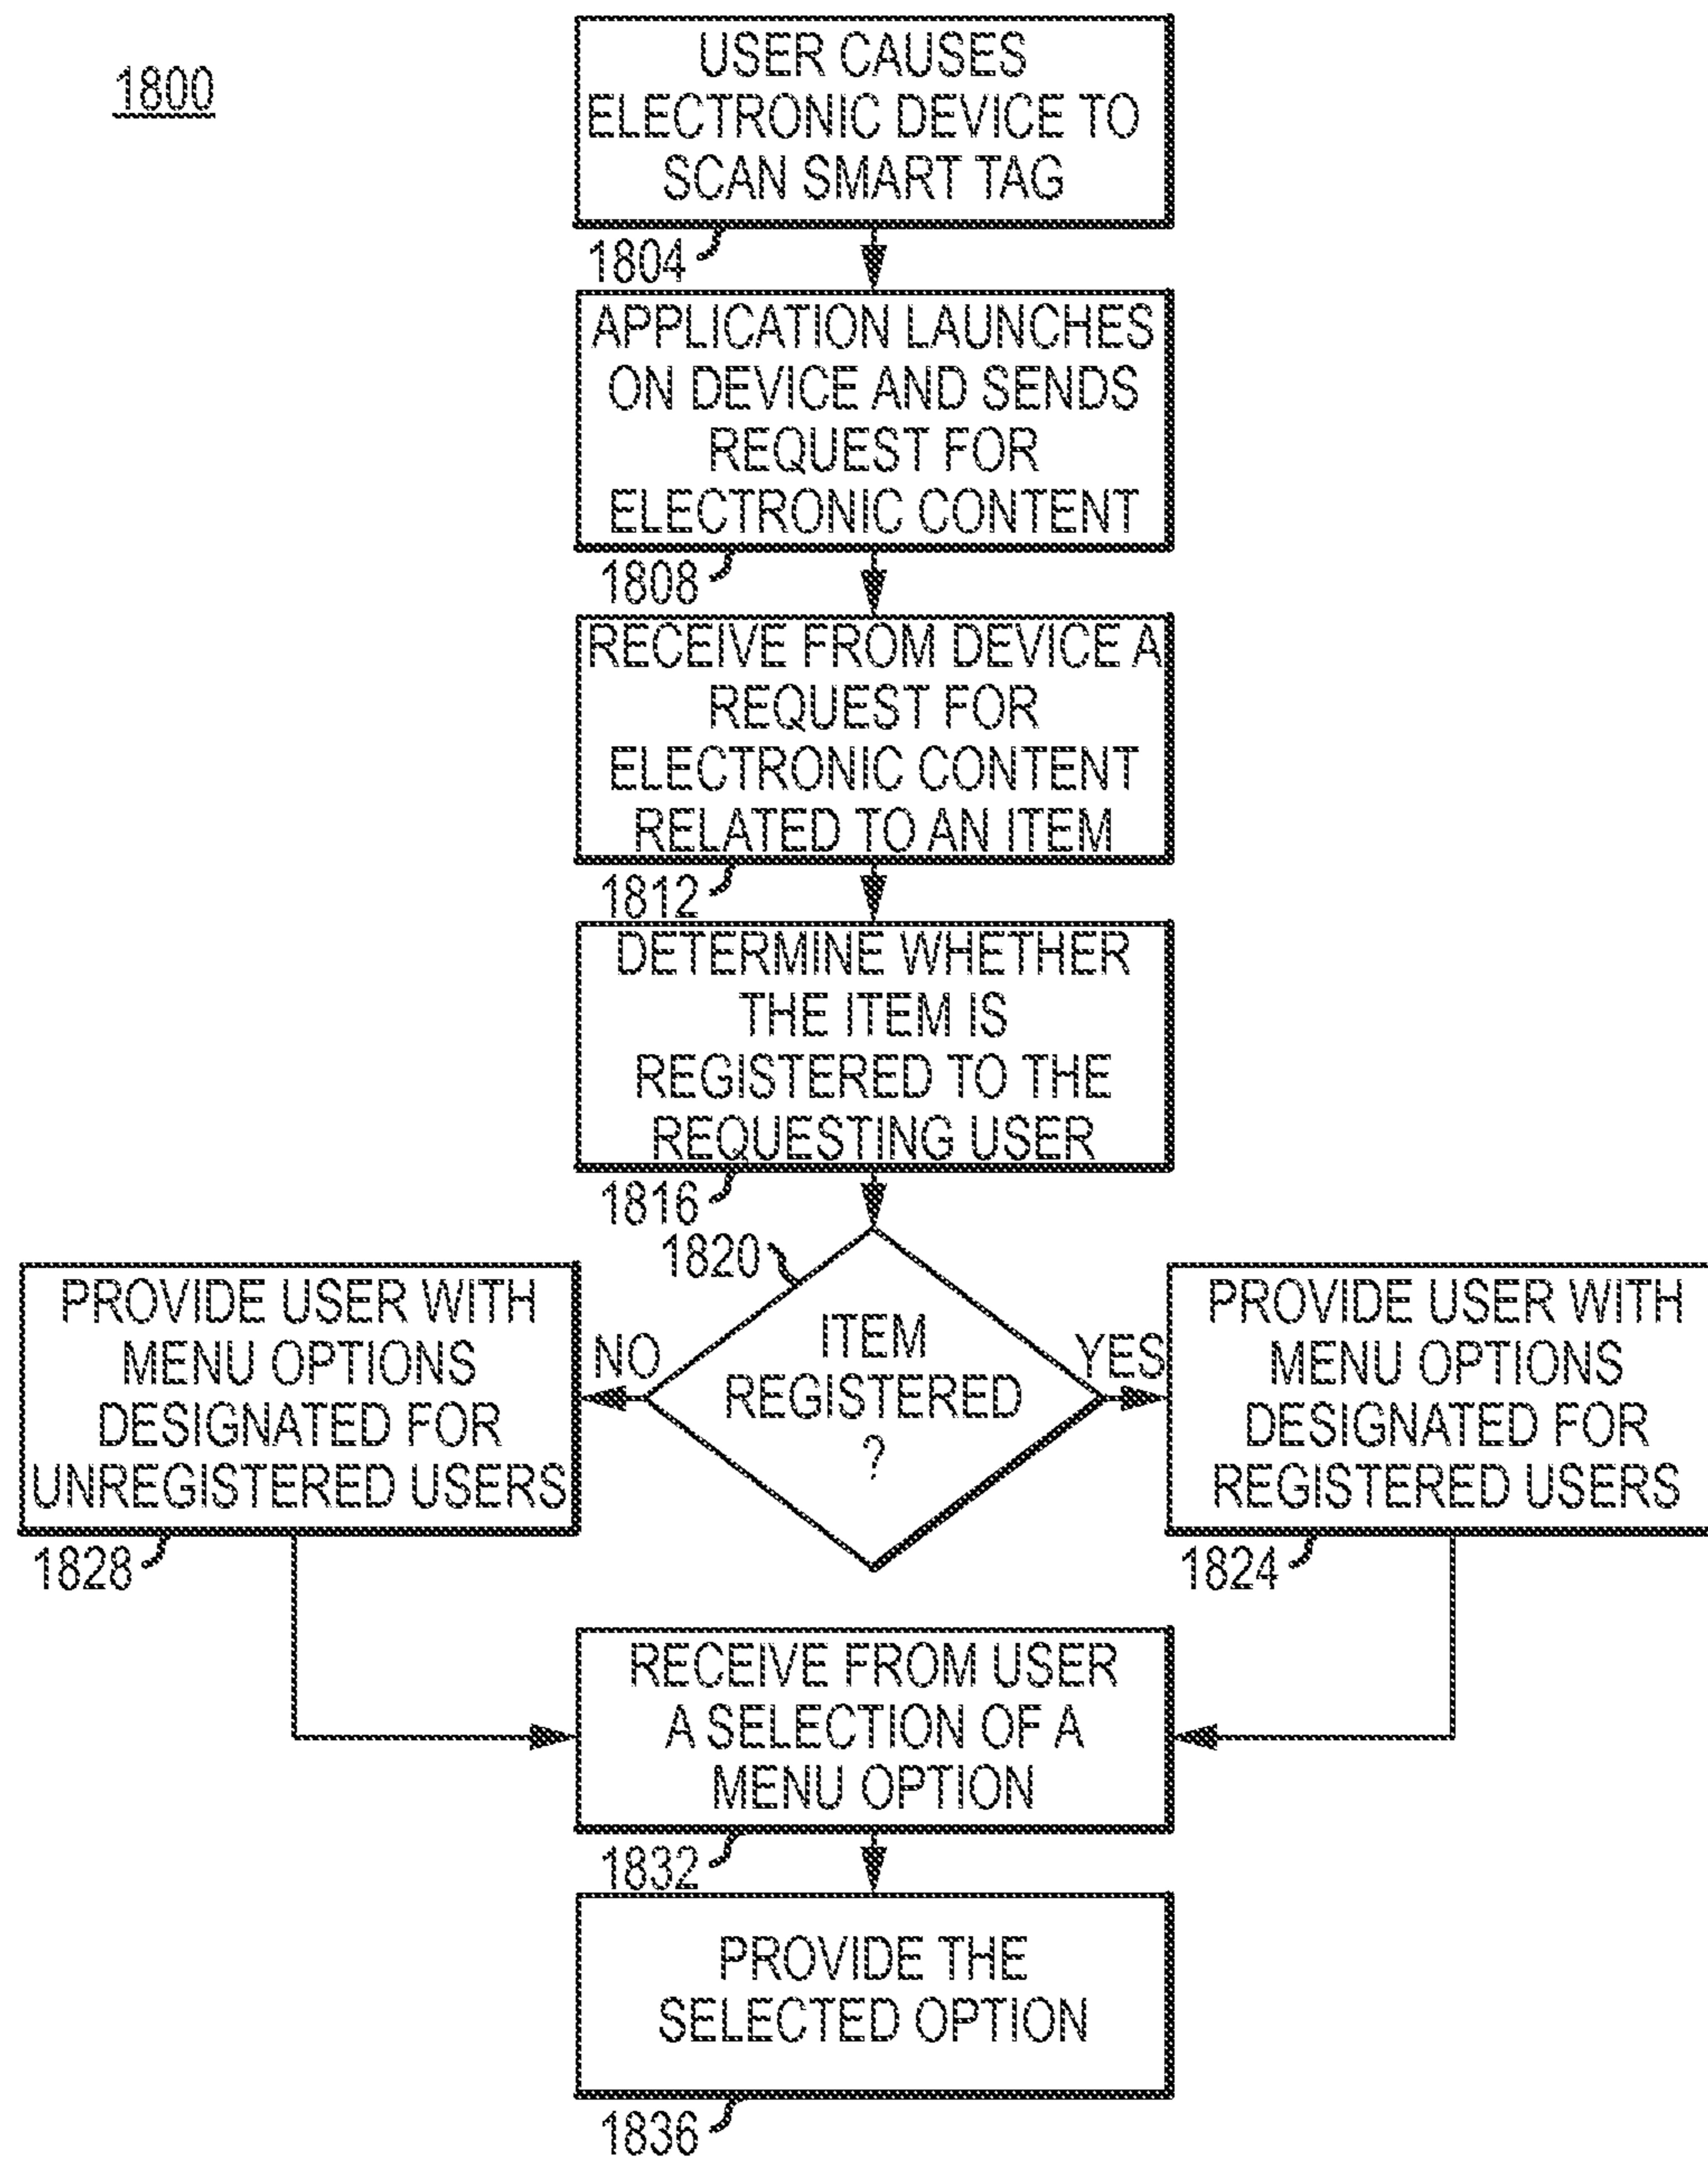 1800
USER CAUSES
ELECTRONIC DEVICE TO
SCAN SMART TAG
1804
APPLICATION LAUNCHES
ON DEVICE AND SENDS
REQUEST FOR
ELECTRONIC CONTENT
1808
RECEIVE FROM DEVICE A
REQUEST FOR
ELECTRONIC CONTENT
RELATED TO AN ITEM
1812
DETERMINE WHETHER
THE ITEM IS
REGISTERED TO THE
REQUESTING USER
1816
1820
ITEM
REGISTERED
?
NO
YES
PROVIDE USER WITH
MENU OPTIONS
DESIGNATED FOR
UNREGISTERED USERS
1828
PROVIDE USER WITH
MENU OPTIONS
DESIGNATED FOR
REGISTERED USERS
1824
RECEIVE FROM USER
A SELECTION OF A
MENU OPTION
1832
PROVIDE THE
SELECTED OPTION
1836